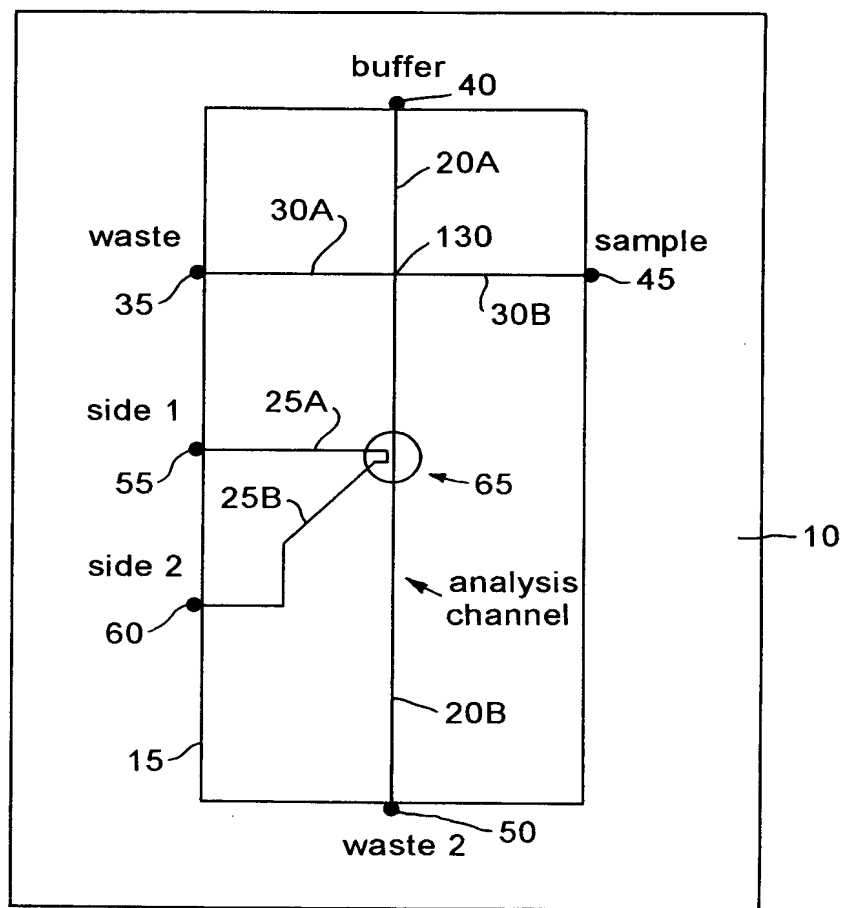 buffer
40
20A
30A
130
waste
sample
35
45
30B
side 1
25A
55
65
25B
10
side 2
analysis
channel
60
20B
15
50
waste 2